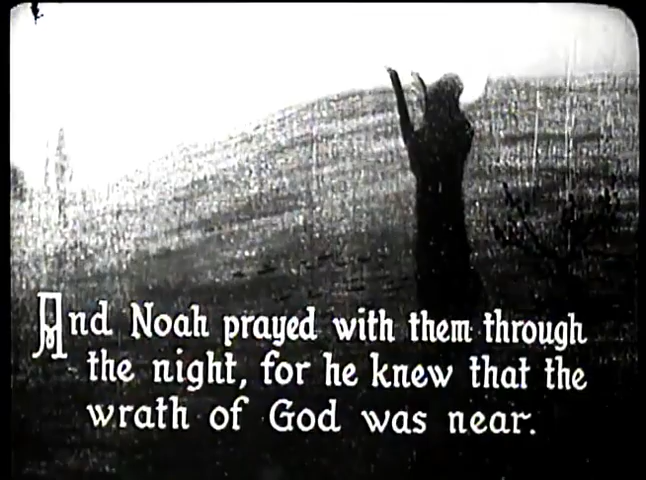 And Noah prayed with them through
the night, for he knew that the
wrath of God was near.